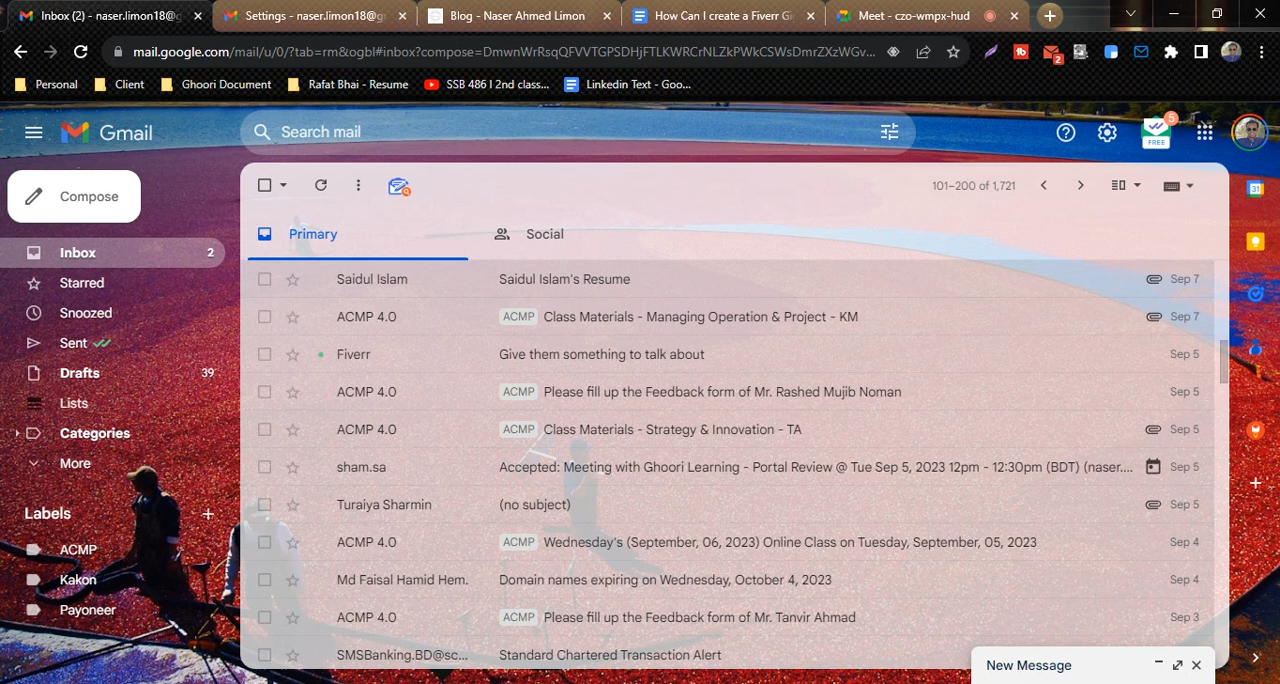 Inbox (2) - naser.limon18@g
Settings - naser.limon18@g
Blog - Naser Ahmed Limon
How Can I create a Fiverr Gi
Meet - czo-wmpx-hud
mail.google.com/mail/u/0/?tab=rm&ogbl#inbox?compose=DmwnWrRsqQFVVTGPSDHjFTLKWRCrNLZkPWkCSWsDmrZXzWGv...
2
Personal
Client
Ghoori Document
Rafat Bhai - Resume
SSB 486 l 2nd class...
Linkedin Text - Goo...
Gmail
Search mail
5
FREE
Compose
101–200 of 1,721
31
Primary
Social
Inbox 2
Starred
Snoozed
Sent
Drafts 39
Lists
Categories
More
Labels
ACMP
Kakon
Payoneer
Saidul Islam Saidul Islam's Resume Sep 7
ACMP 4.0 ACMP Class Materials - Managing Operation & Project - KM Sep 7
Fiverr Give them something to talk about Sep 5
ACMP 4.0 ACMP Please fill up the Feedback form of Mr. Rashed Mujib Noman Sep 5
ACMP 4.0 ACMP Class Materials - Strategy & Innovation - TA Sep 5
sham.sa Accepted: Meeting with Ghoori Learning - Portal Review @ Tue Sep 5, 2023 12pm - 12:30pm (BDT) (naser.... Sep 5
Turaiya Sharmin (no subject) Sep 5
ACMP 4.0 ACMP Wednesday's (September, 06, 2023) Online Class on Tuesday, September, 05, 2023 Sep 4
Md Faisal Hamid Hem. Domain names expiring on Wednesday, October 4, 2023 Sep 4
ACMP 4.0 ACMP Please fill up the Feedback form of Mr. Tanvir Ahmad Sep 3
SMSBanking.BD@sc... Standard Chartered Transaction Alert
New Message